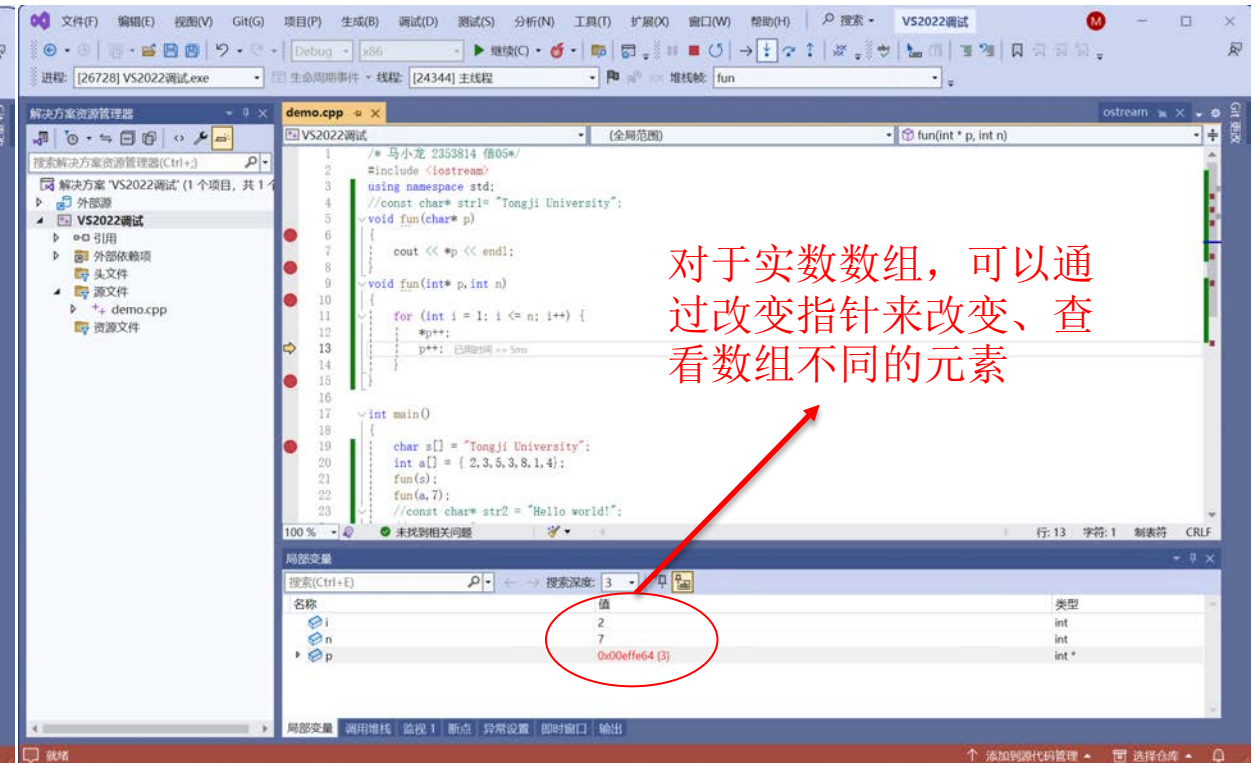 文件(F) 编辑(E) 视图(V) Git(G) 项目(P) 生成(B) 调试(D) 测试(S) 分析(N) 工具(T) 扩展(X) 窗口(W) 帮助(H) 搜索 VS2022调试 M
Debug x86 继续(C)
进程: [26728] VS2022调试.exe 生命周期事件 线程: [24344] 主线程 堆栈帧: fun
解决方案资源管理器
搜索解决方案资源管理器(Ctrl+;)
解决方案"VS2022调试"(1 个项目，共 1 个
外部源
VS2022调试
引用
外部依赖项
头文件
源文件
demo.cpp
资源文件
demo.cpp ostream
VS2022调试 (全局范围) fun(int * p, int n)
1 /* 马小龙 2353814 信05*/
2 #include <iostream>
3 using namespace std;
4 //const char* str1= "Tongji University";
5 void fun(char* p)
6 {
7 cout << *p << endl;
8 }
9 void fun(int* p,int n)
10 {
11 for (int i = 1; i <= n; i++) {
12 *p++;
13 p++; 已用时间 <= 5ms
14 }
15 }
16
17 int main()
18 {
19 char s[] = "Tongji University";
20 int a[] = { 2,3,5,3,8,1,4};
21 fun(s);
22 fun(a,7);
23 //const char* str2 = "Hello world!";
对于实数数组，可以通
过改变指针来改变、查
看数组不同的元素
100 % 未找到相关问题 行: 13 字符: 1 制表符 CRLF
局部变量
搜索(Ctrl+E) 搜索深度: 3
名称 值 类型
i 2 int
n 7 int
p 0x00effe64 {3} int *
局部变量 调用堆栈 监视 1 断点 异常设置 即时窗口 输出
就绪 添加到源代码管理 选择仓库
Git 更改